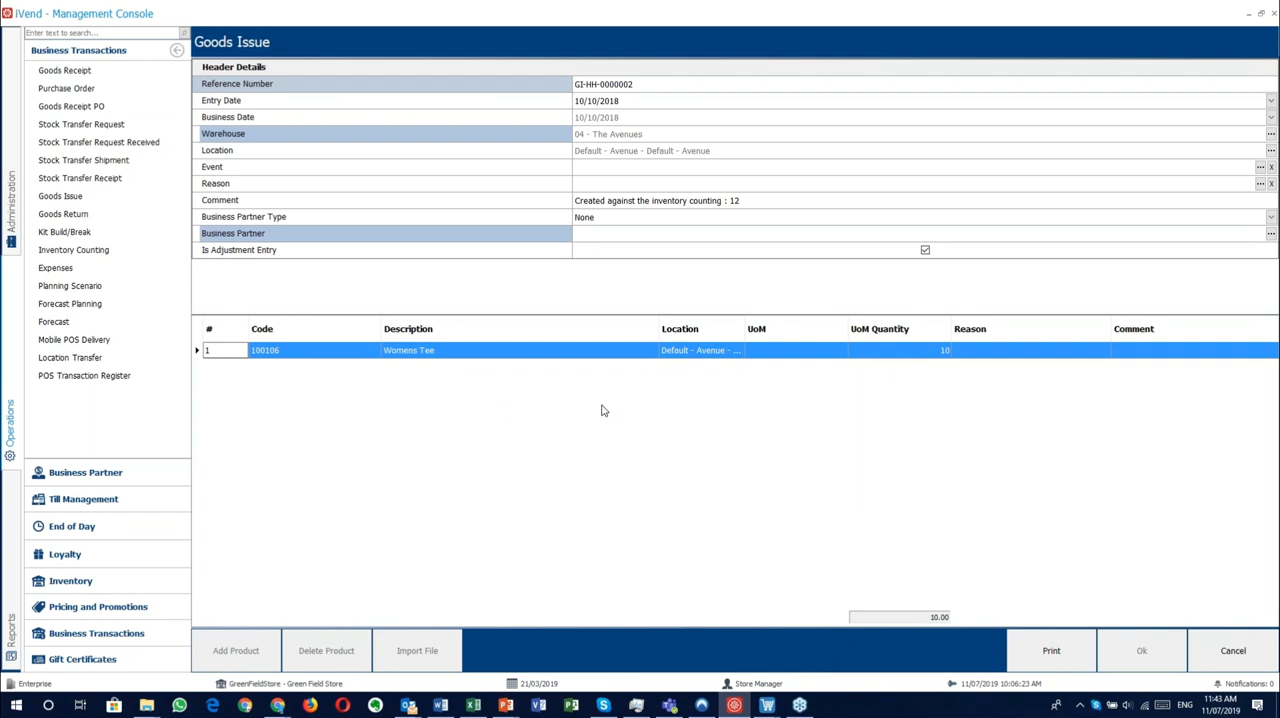 iVend - Management Console
Enter text to search...
Business Transactions
Goods Receipt
Purchase Order
Goods Receipt PO
Stock Transfer Request
Stock Transfer Request Received
Stock Transfer Shipment
Stock Transfer Receipt
Goods Issue
Goods Return
Kit Build/Break
Inventory Counting
Expenses
Planning Scenario
Forecast Planning
Forecast
Mobile POS Delivery
Location Transfer
POS Transaction Register
Business Partner
Till Management
End of Day
Loyalty
Inventory
Pricing and Promotions
Business Transactions
Gift Certificates
Administration
Operations
Reports
Goods Issue
Header Details
Reference Number GI-HH-0000002
Entry Date 10/10/2018
Business Date 10/10/2018
Warehouse 04 - The Avenues
Location Default - Avenue - Default - Avenue
Event
Reason
Comment Created against the inventory counting : 12
Business Partner Type None
Business Partner
Is Adjustment Entry
# Code Description Location UoM UoM Quantity Reason Comment
1 100106 Womens Tee Default - Avenue - ... 10
10.00
Add Product Delete Product Import File Print Ok Cancel
Enterprise GreenFieldStore - Green Field Store 21/03/2019 Store Manager 11/07/2019 10:06:23 AM Notifications: 0
ENG 11:43 AM
11/07/2019